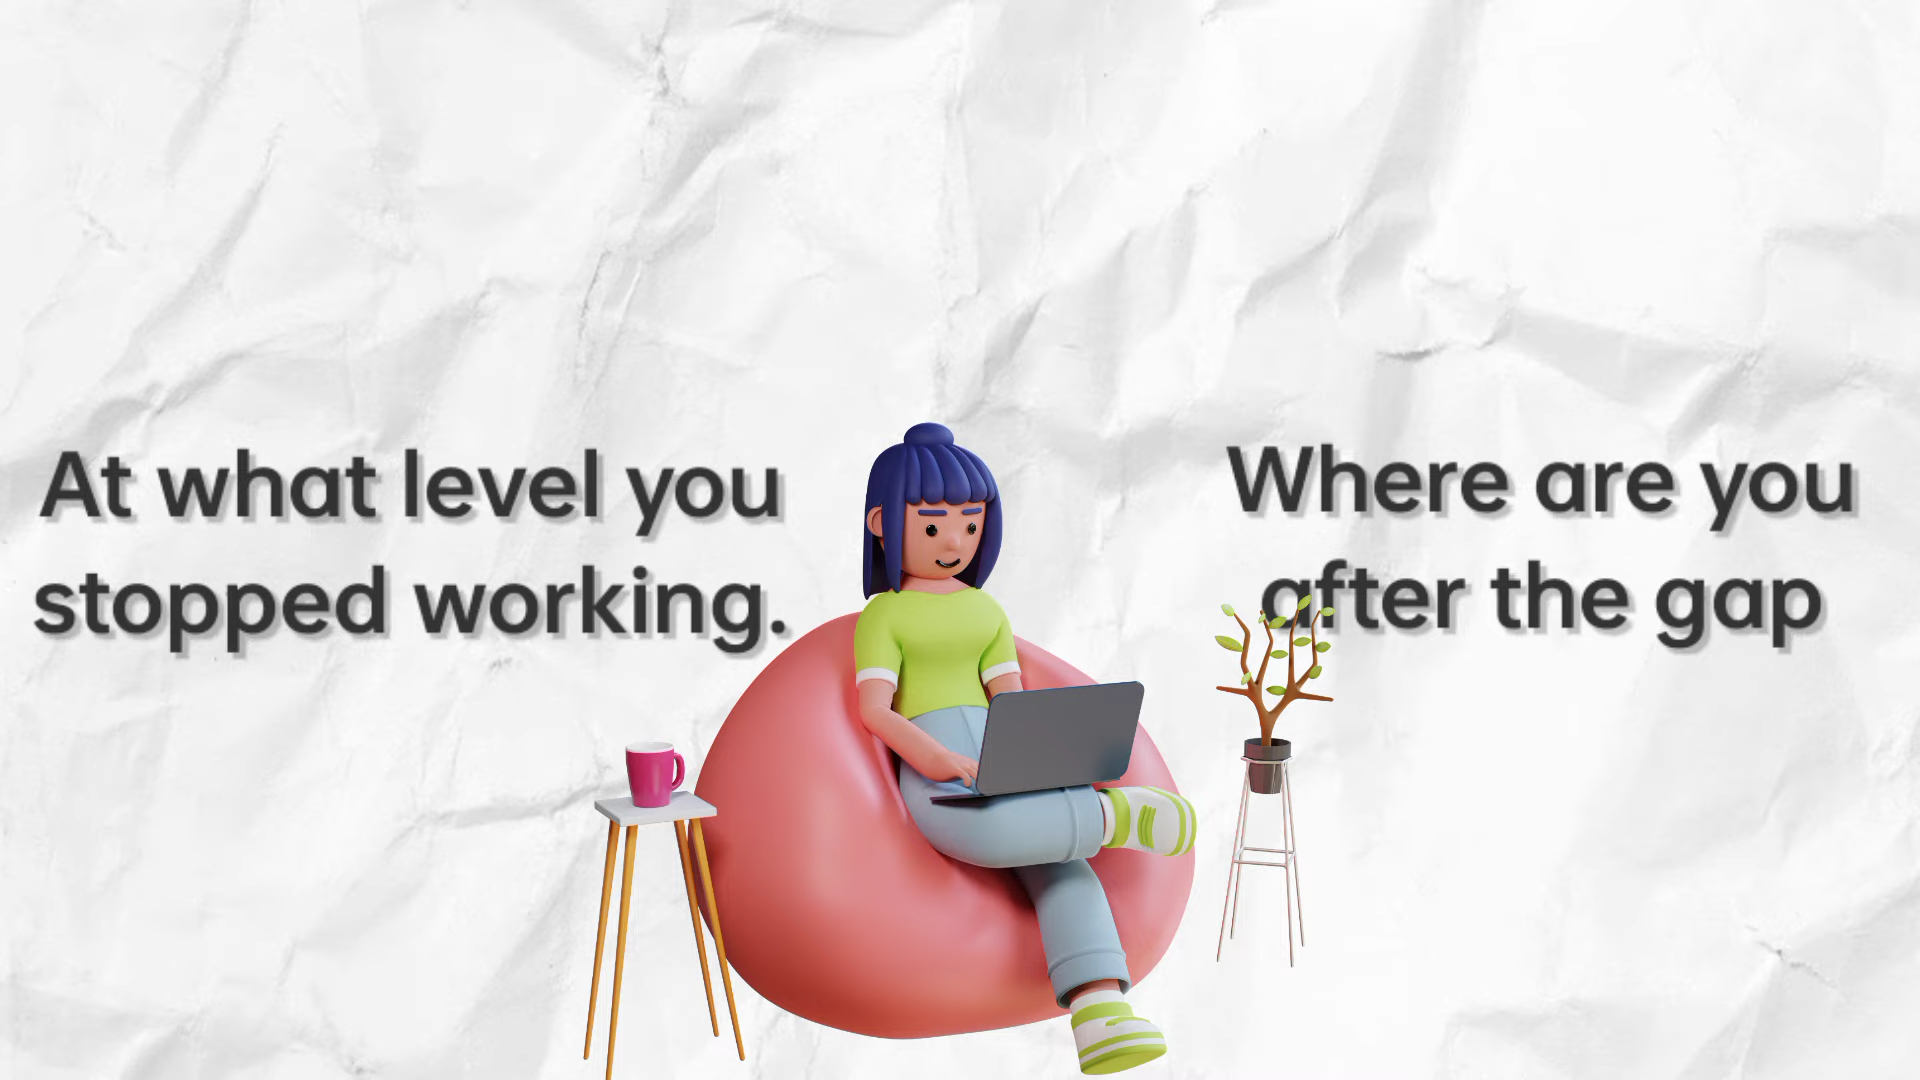 At what level you
stopped working.
Where are you
after the gap